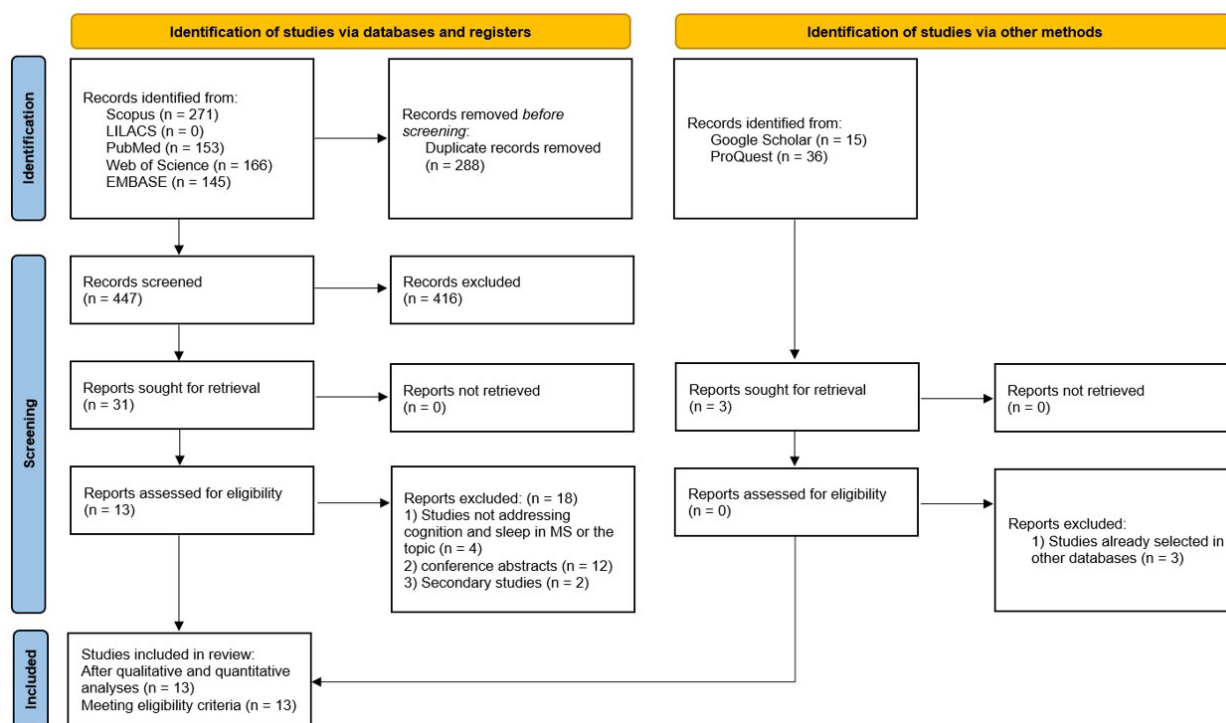 Identification of studies via databases and registers
Identification of studies via other methods
Identification
Records identified from:
Scopus (n = 271)
LILACS (n = 0)
PubMed (n = 153)
Web of Science (n = 166)
EMBASE (n = 145)
Records removed before
screening:
Duplicate records removed
(n = 288)
Records identified from:
Google Scholar (n = 15)
ProQuest (n = 36)
Screening
Records screened
(n = 447)
Records excluded
(n = 416)
Reports sought for retrieval
(n = 31)
Reports not retrieved
(n = 0)
Reports sought for retrieval
(n = 3)
Reports not retrieved
(n = 0)
Reports assessed for eligibility
(n = 13)
Reports excluded: (n = 18)
1) Studies not addressing
cognition and sleep in MS or the
topic (n = 4)
2) conference abstracts (n = 12)
3) Secondary studies (n = 2)
Reports assessed for eligibility
(n = 0)
Reports excluded:
1) Studies already selected in
other databases (n = 3)
Included
Studies included in review:
After qualitative and quantitative
analyses (n = 13)
Meeting eligibility criteria (n = 13)